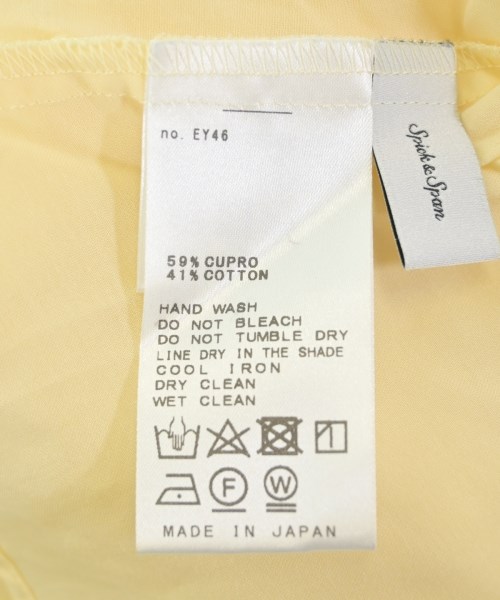 no. EY46
Spick&Span
59% CUPRO
41% COTTON
HAND WASH
DO NOT BLEACH
DO NOT TUMBLE DRY
LINE DRY IN THE SHADE
COOL IRON
DRY CLEAN
WET CLEAN
F W
MADE IN JAPAN